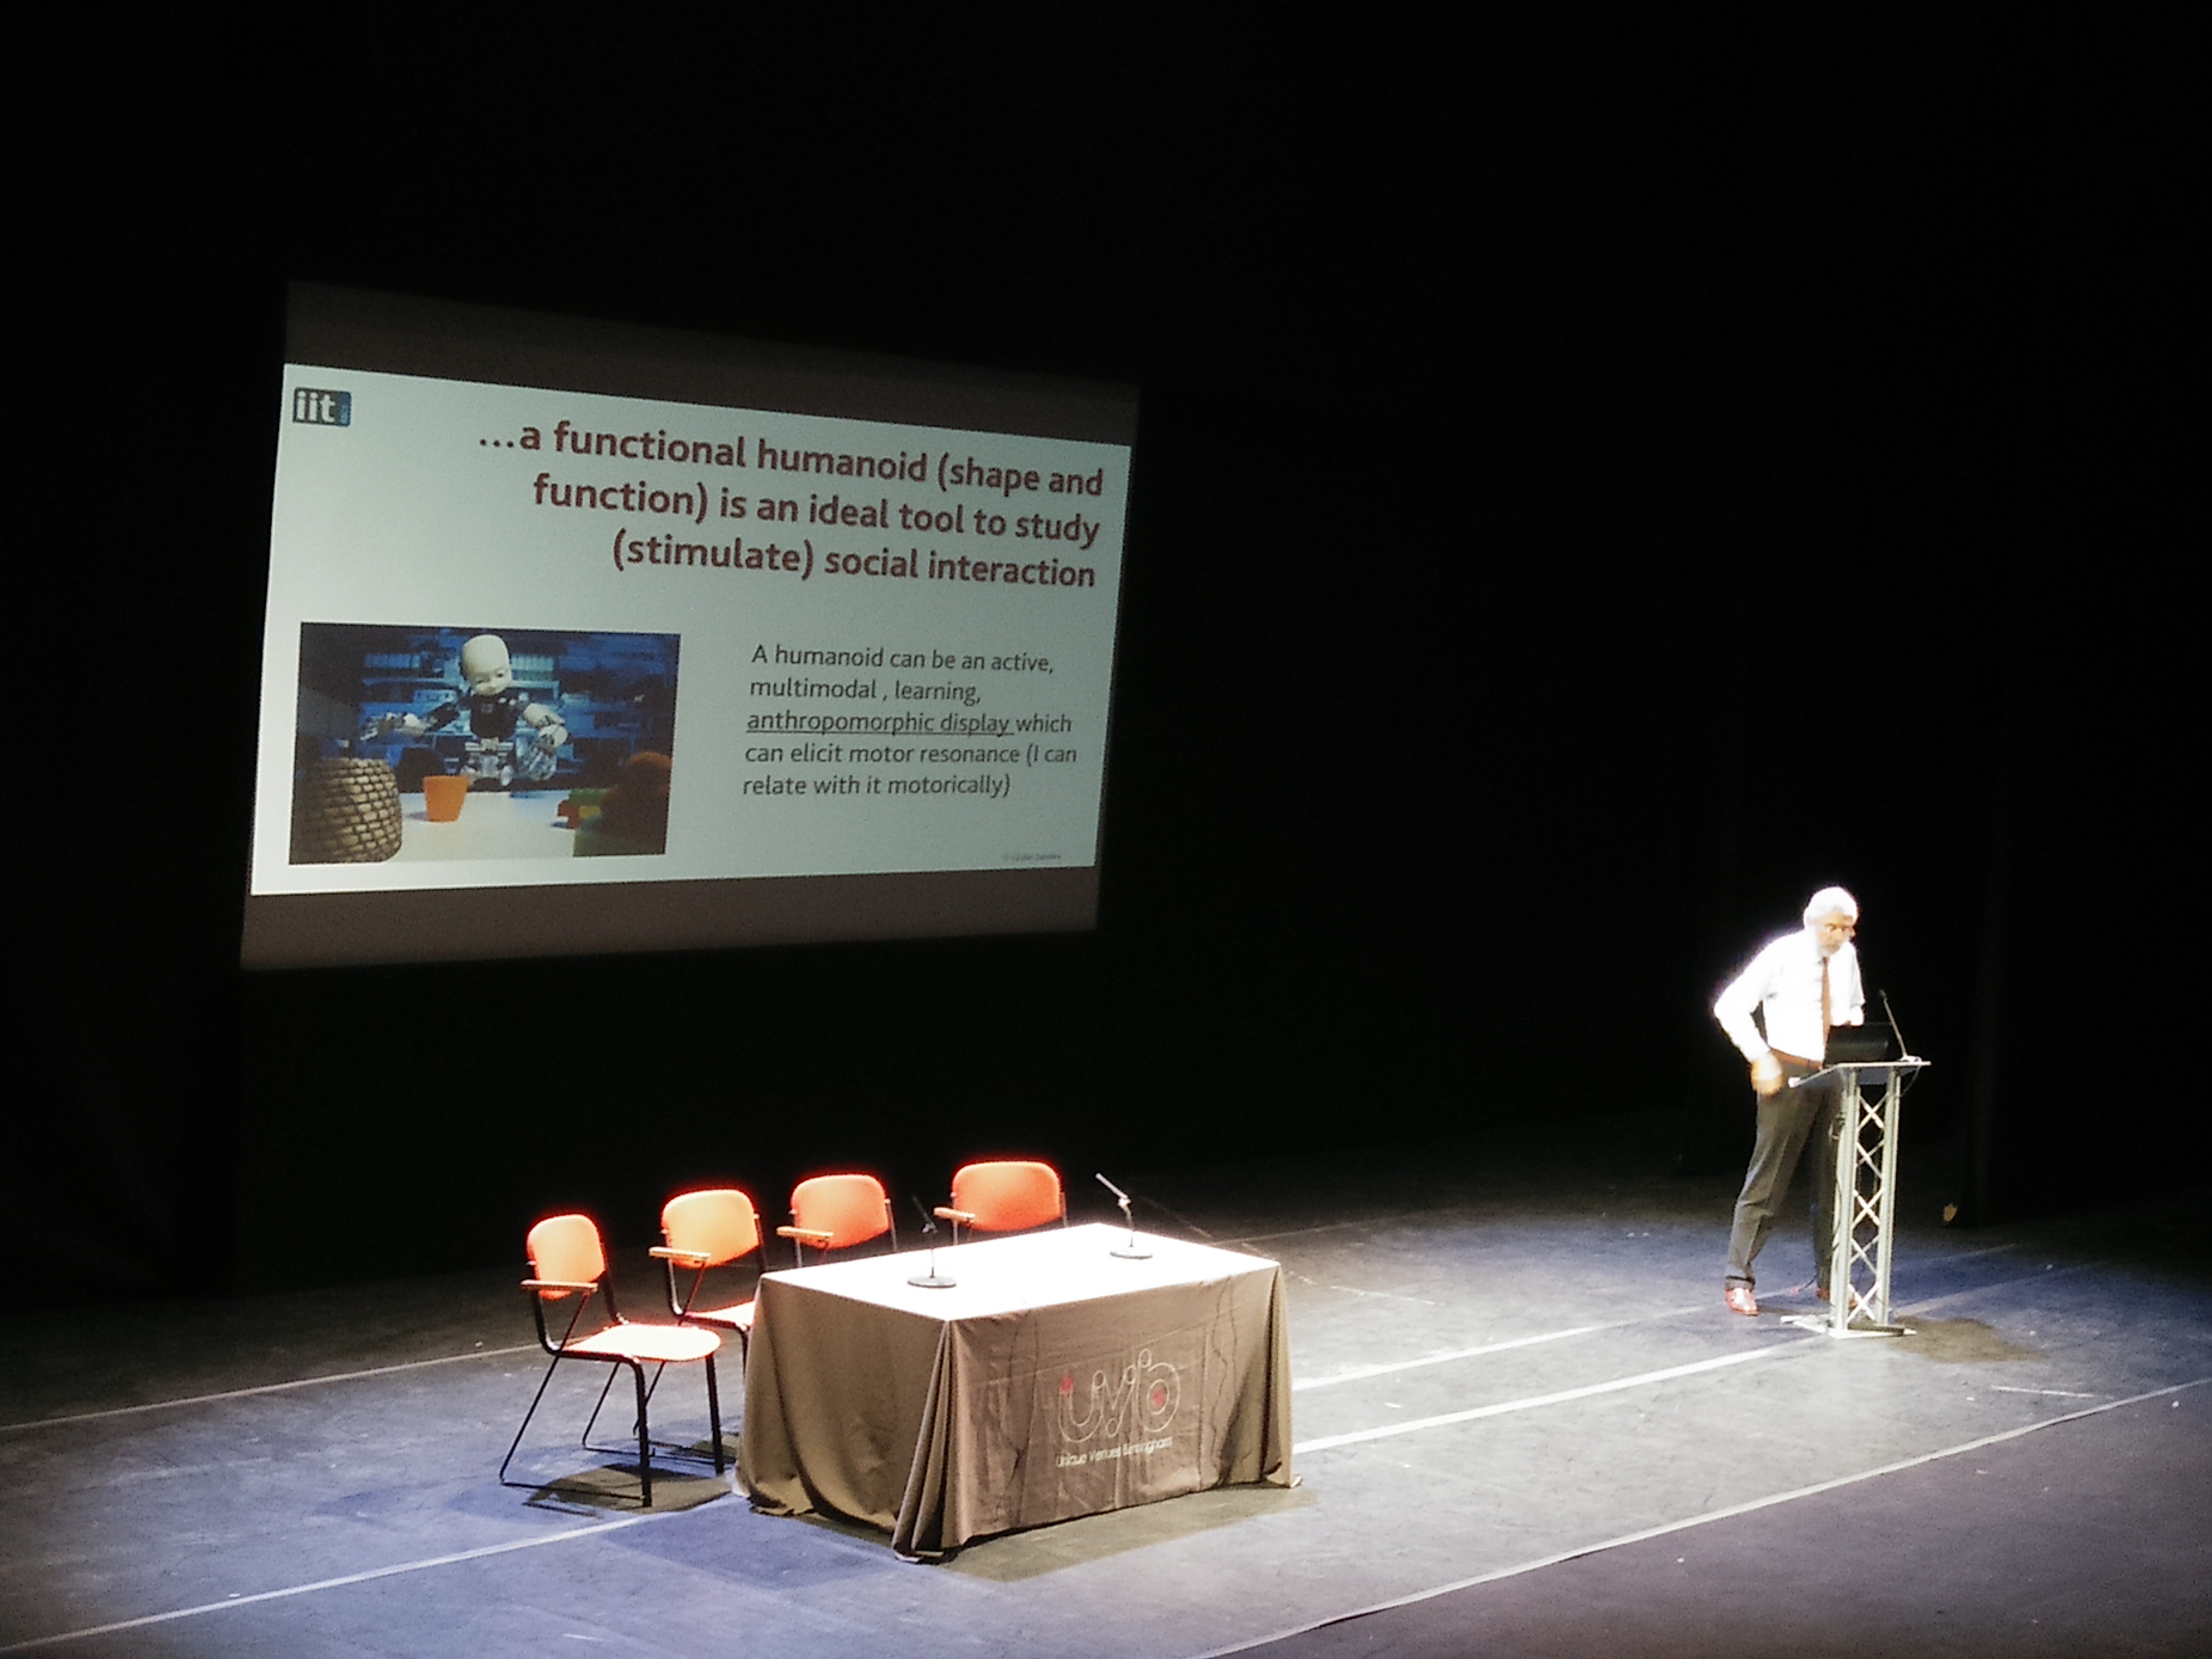 iit
...a functional humanoid (shape and
function) is an ideal tool to study
(stimulate) social interaction
A humanoid can be an active,
multimodal , learning,
anthropomorphic display which
can elicit motor resonance (I can
relate with it motorically)
uvb
Unique Venues Birmingham